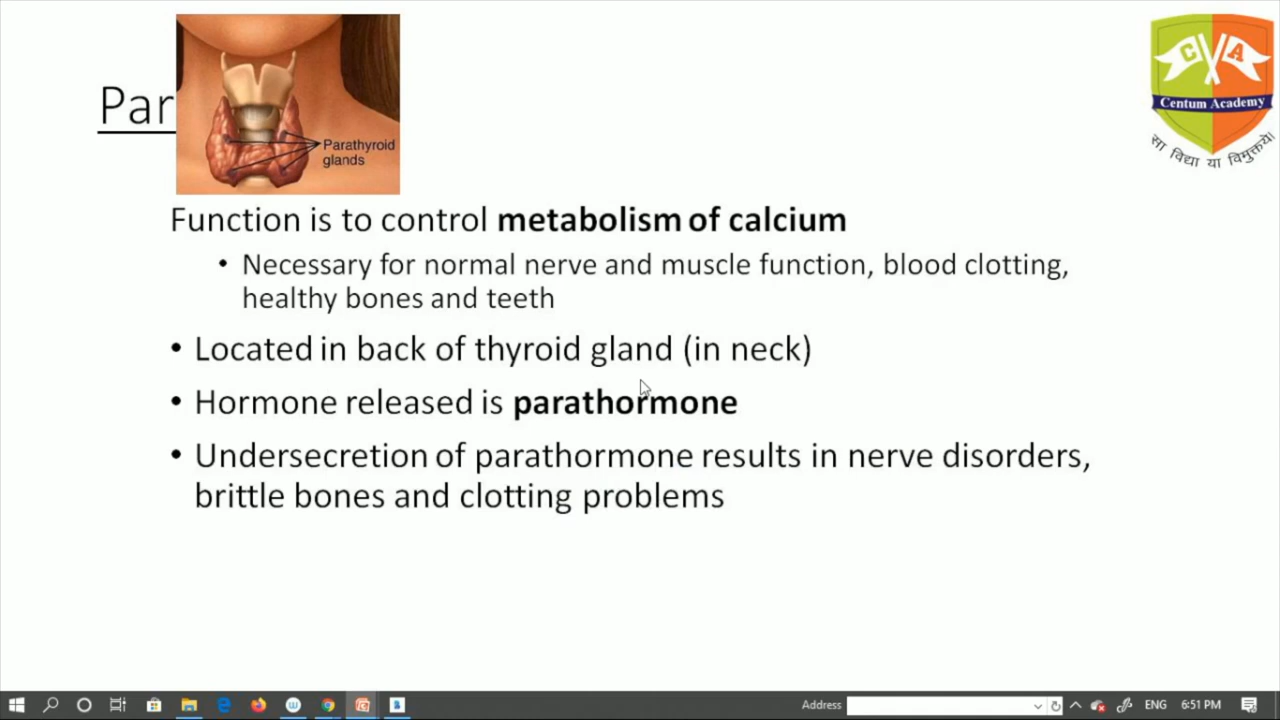 Par
Parathyroid
glands
C A
Centum Academy
सा विद्या या विमुक्तये।
Function is to control metabolism of calcium
• Necessary for normal nerve and muscle function, blood clotting,
healthy bones and teeth
• Located in back of thyroid gland (in neck)
• Hormone released is parathormone
• Undersecretion of parathormone results in nerve disorders,
brittle bones and clotting problems
Address
ENG
6:51 PM